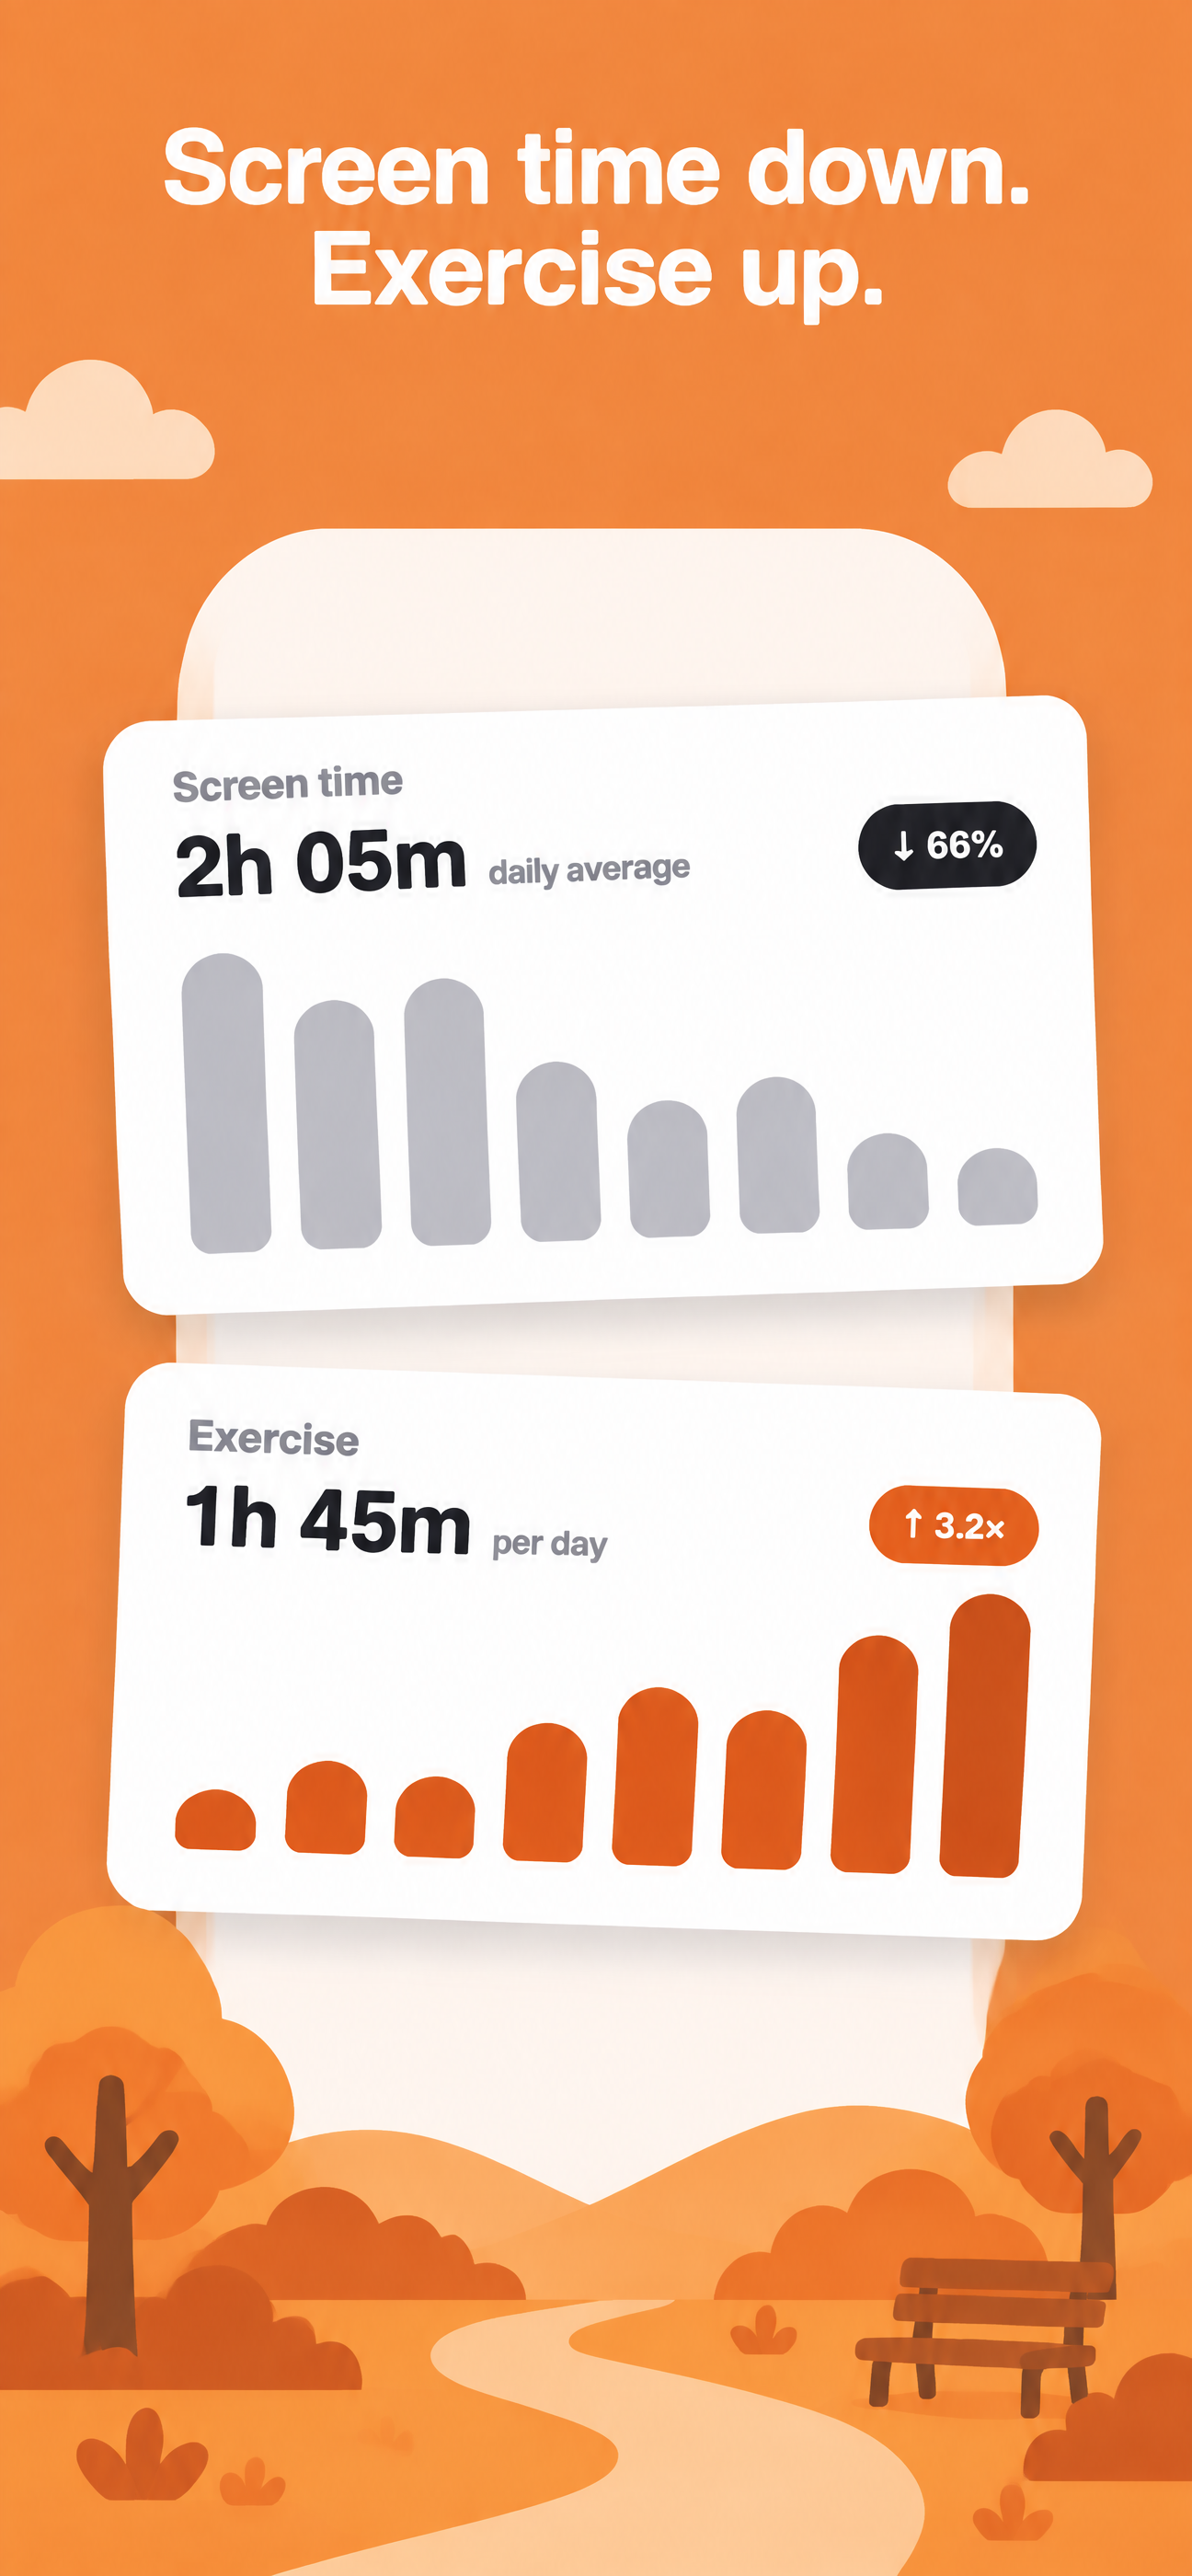 Screen time down.
Exercise up.
Screen time
2h 05m daily average
↓ 66%
Exercise
1h 45m per day
↑ 3.2×